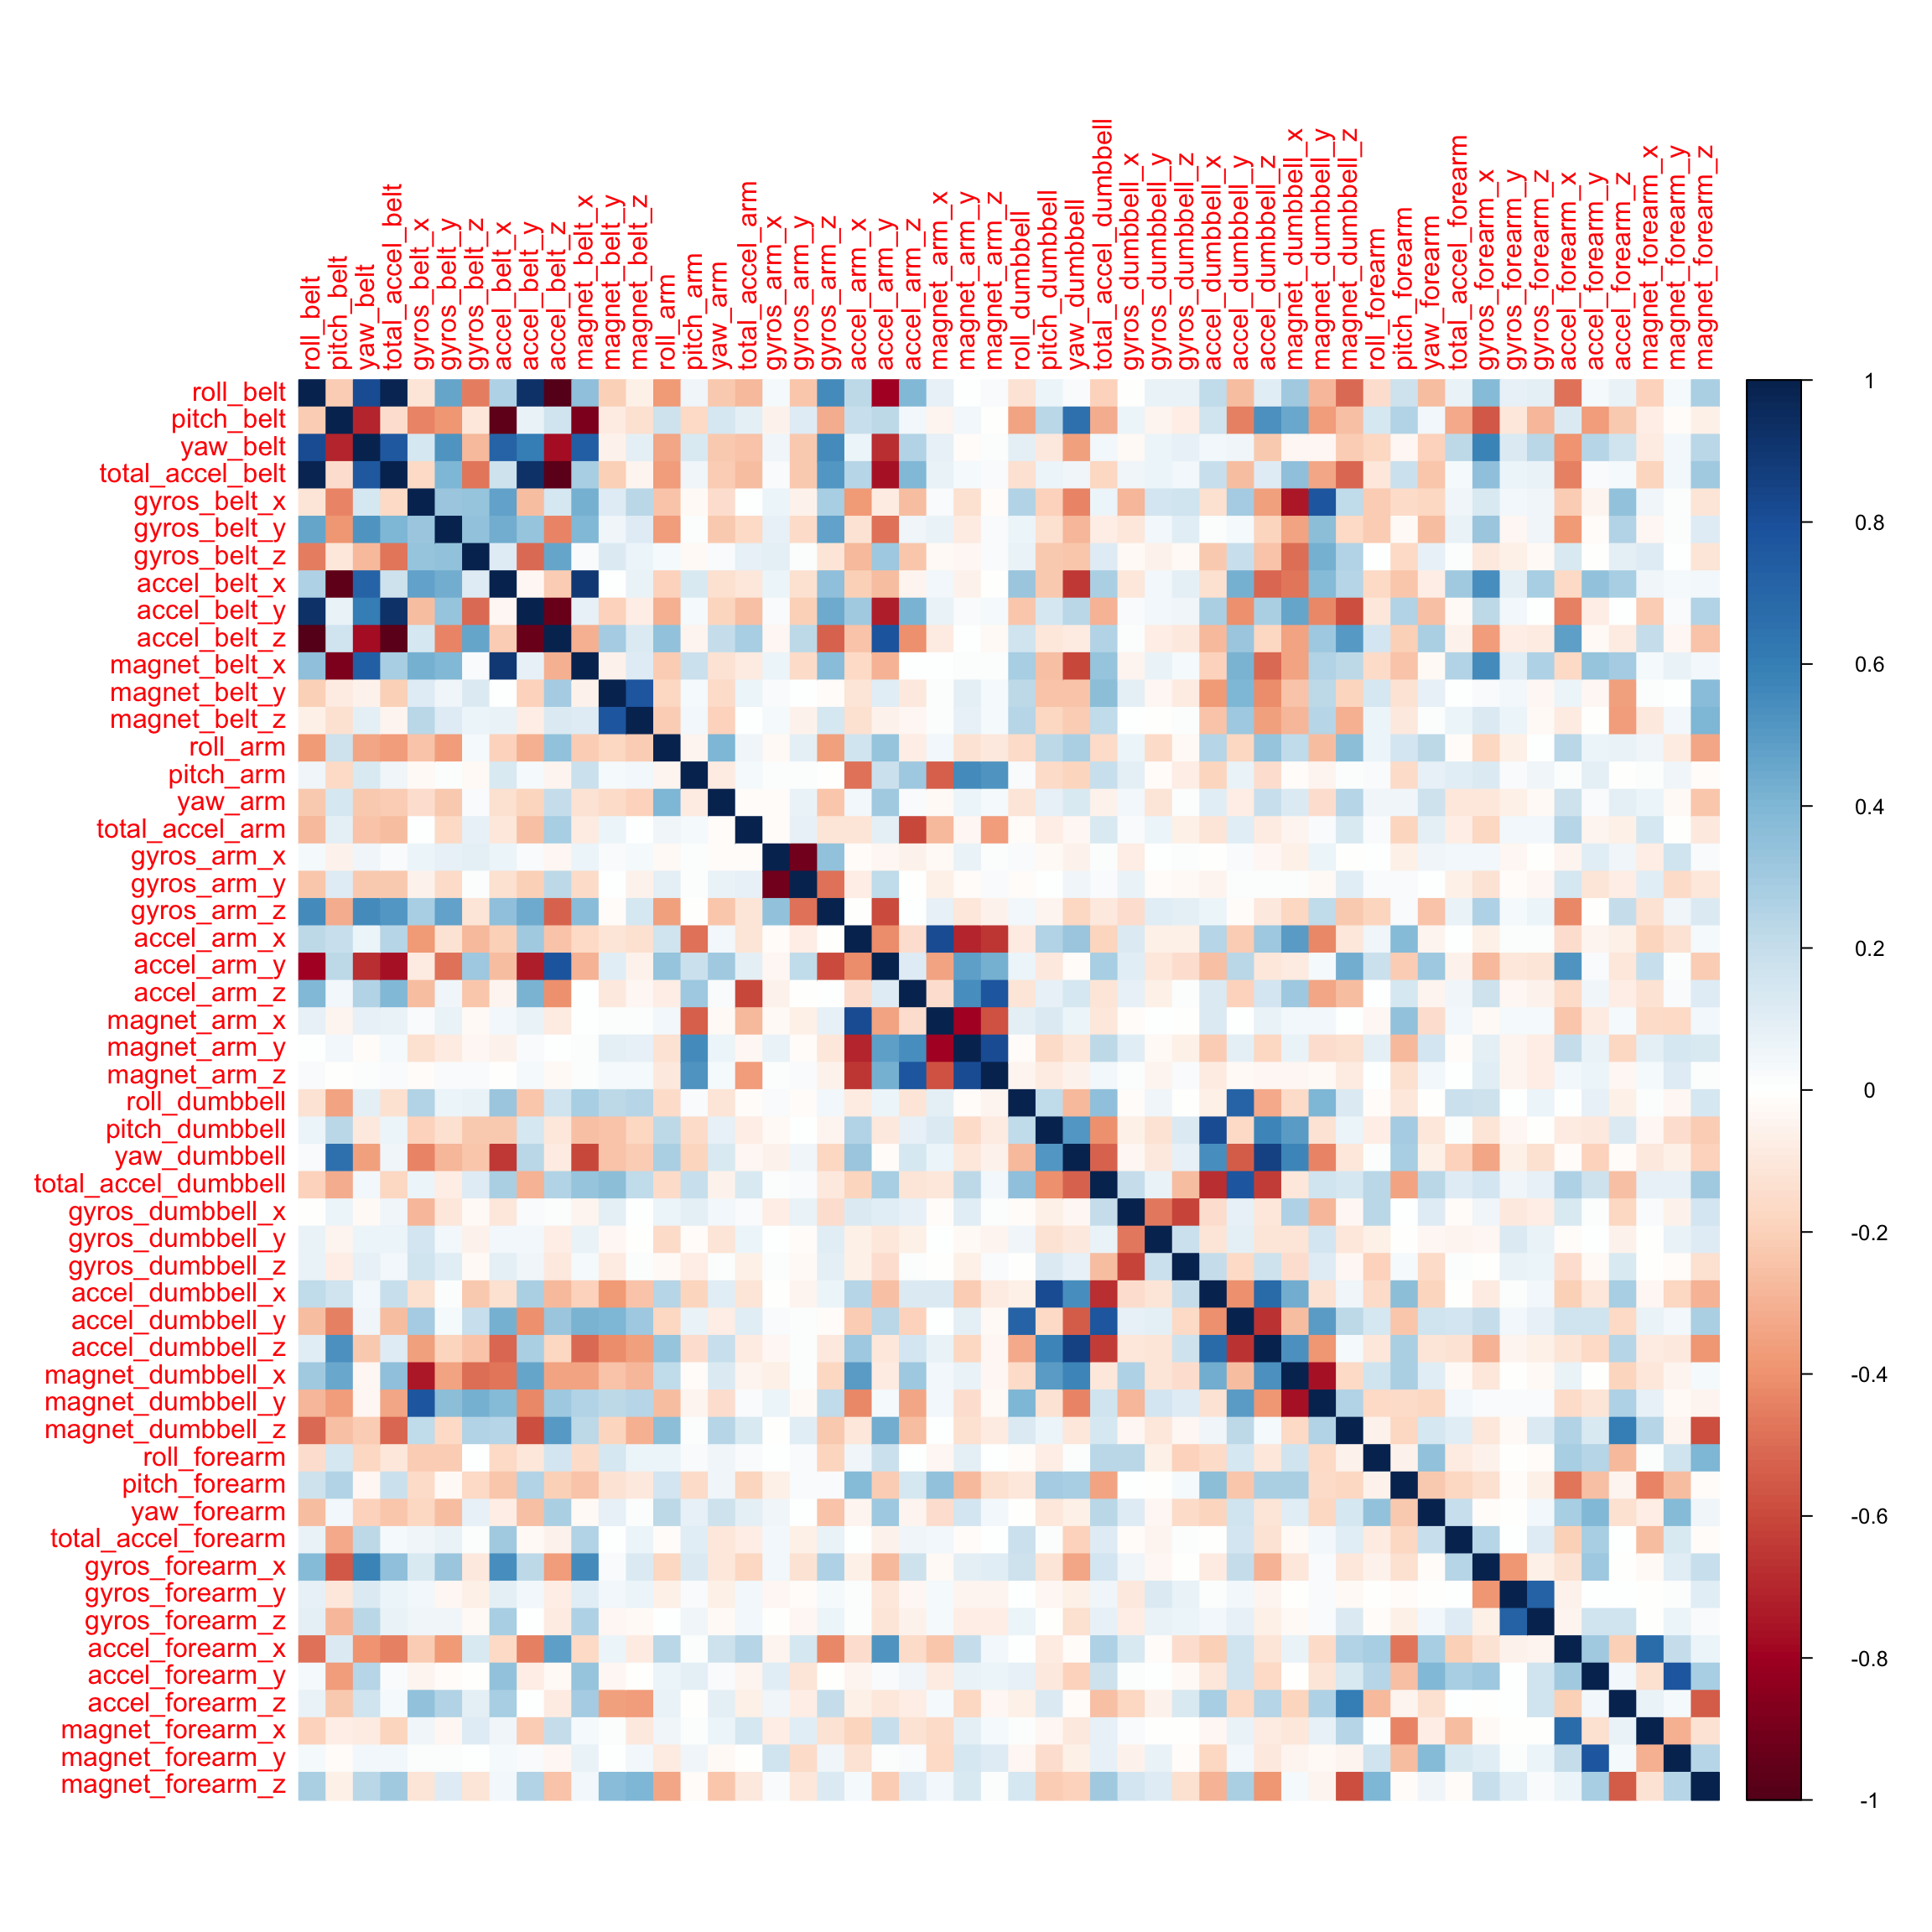 roll_belt
pitch_belt
yaw_belt
total_accel_belt
gyros_belt_x
gyros_belt_y
gyros_belt_z
accel_belt_x
accel_belt_y
accel_belt_z
magnet_belt_x
magnet_belt_y
magnet_belt_z
roll_arm
pitch_arm
yaw_arm
total_accel_arm
gyros_arm_x
gyros_arm_y
gyros_arm_z
accel_arm_x
accel_arm_y
accel_arm_z
magnet_arm_x
magnet_arm_y
magnet_arm_z
roll_dumbbell
pitch_dumbbell
yaw_dumbbell
total_accel_dumbbell
gyros_dumbbell_x
gyros_dumbbell_y
gyros_dumbbell_z
accel_dumbbell_x
accel_dumbbell_y
accel_dumbbell_z
magnet_dumbbell_x
magnet_dumbbell_y
magnet_dumbbell_z
roll_forearm
pitch_forearm
yaw_forearm
total_accel_forearm
gyros_forearm_x
gyros_forearm_y
gyros_forearm_z
accel_forearm_x
accel_forearm_y
accel_forearm_z
magnet_forearm_x
magnet_forearm_y
magnet_forearm_z
roll_belt
pitch_belt
yaw_belt
total_accel_belt
gyros_belt_x
gyros_belt_y
gyros_belt_z
accel_belt_x
accel_belt_y
accel_belt_z
magnet_belt_x
magnet_belt_y
magnet_belt_z
roll_arm
pitch_arm
yaw_arm
total_accel_arm
gyros_arm_x
gyros_arm_y
gyros_arm_z
accel_arm_x
accel_arm_y
accel_arm_z
magnet_arm_x
magnet_arm_y
magnet_arm_z
roll_dumbbell
pitch_dumbbell
yaw_dumbbell
total_accel_dumbbell
gyros_dumbbell_x
gyros_dumbbell_y
gyros_dumbbell_z
accel_dumbbell_x
accel_dumbbell_y
accel_dumbbell_z
magnet_dumbbell_x
magnet_dumbbell_y
magnet_dumbbell_z
roll_forearm
pitch_forearm
yaw_forearm
total_accel_forearm
gyros_forearm_x
gyros_forearm_y
gyros_forearm_z
accel_forearm_x
accel_forearm_y
accel_forearm_z
magnet_forearm_x
magnet_forearm_y
magnet_forearm_z
1
0.8
0.6
0.4
0.2
0
-0.2
-0.4
-0.6
-0.8
-1